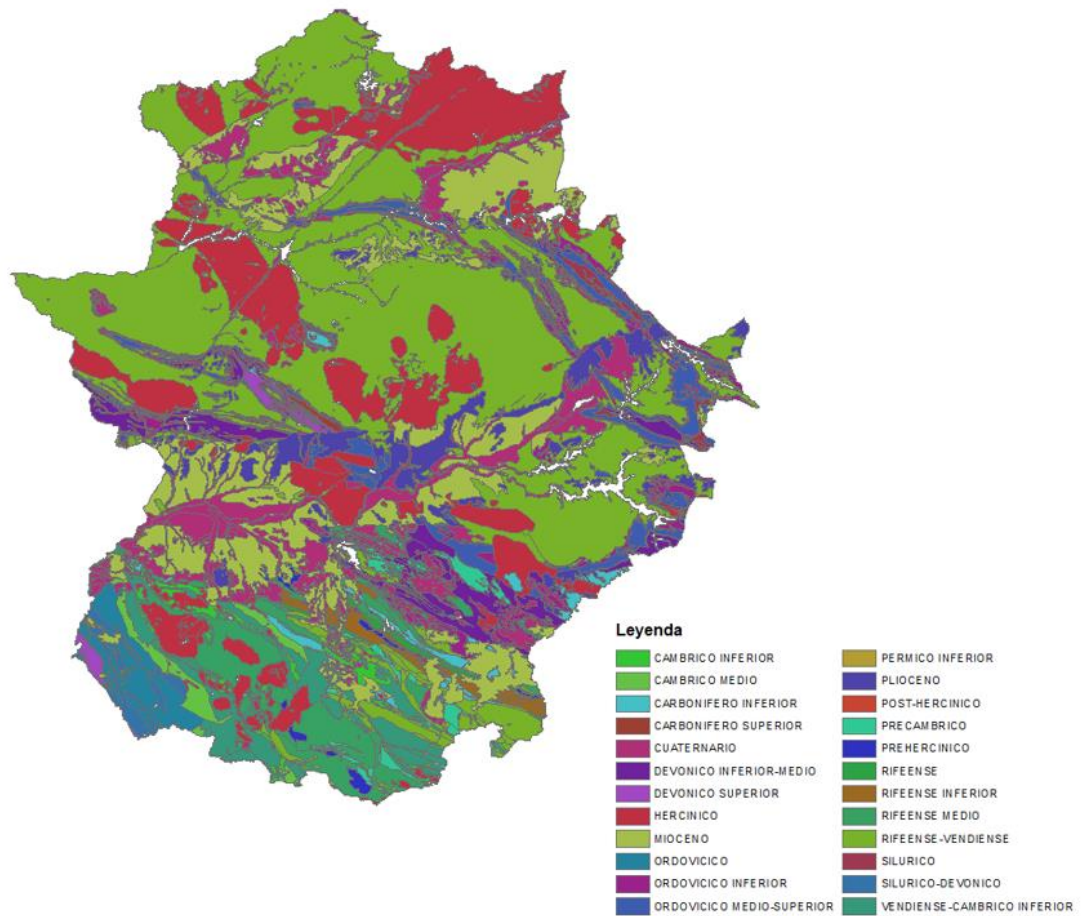 Leyenda
CAMBRICO INFERIOR
CAMBRICO MEDIO
CARBONIFERO INFERIOR
CARBONIFERO SUPERIOR
CUATERNARIO
DEVONICO INFERIOR-MEDIO
DEVONICO SUPERIOR
HERCINICO
MIOCENO
ORDOVICICO
ORDOVICICO INFERIOR
ORDOVICICO MEDIO-SUPERIOR
PERMICO INFERIOR
PLIOCENO
POST-HERCINICO
PRECAMBRICO
PREHERCINICO
RIFEENSE
RIFEENSE INFERIOR
RIFEENSE MEDIO
RIFEENSE-VENDIENSE
SILURICO
SILURICO-DEVONICO
VENDIENSE-CAMBRICO INFERIOR